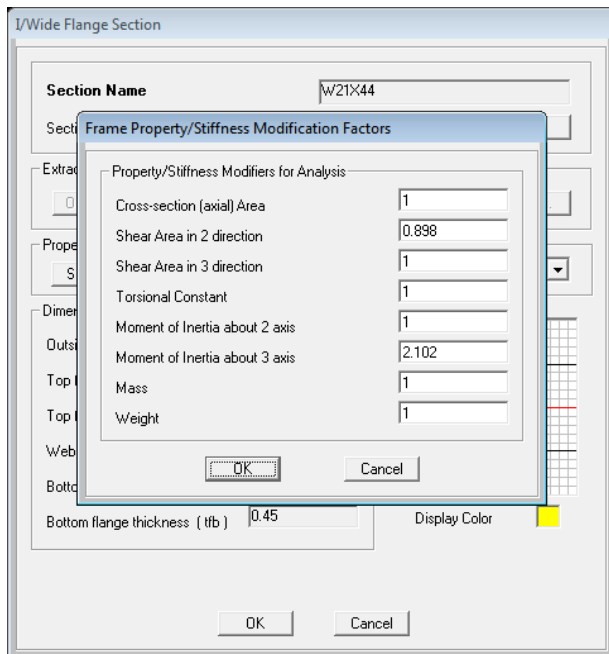 I/Wide Flange Section
Section Name W21X44
Secti
Frame Property/Stiffness Modification Factors
Extrac
Property/Stiffness Modifiers for Analysis
Cross-section (axial) Area 1
Shear Area in 2 direction 0.898
Shear Area in 3 direction 1
Torsional Constant 1
Moment of Inertia about 2 axis 1
Moment of Inertia about 3 axis 2.102
Mass 1
Weight 1
OK Cancel
Prope
S
Dimer
Outsi
Top f
Top f
Web
Botto
Bottom flange thickness ( tfb ) 0.45
Display Color
OK Cancel